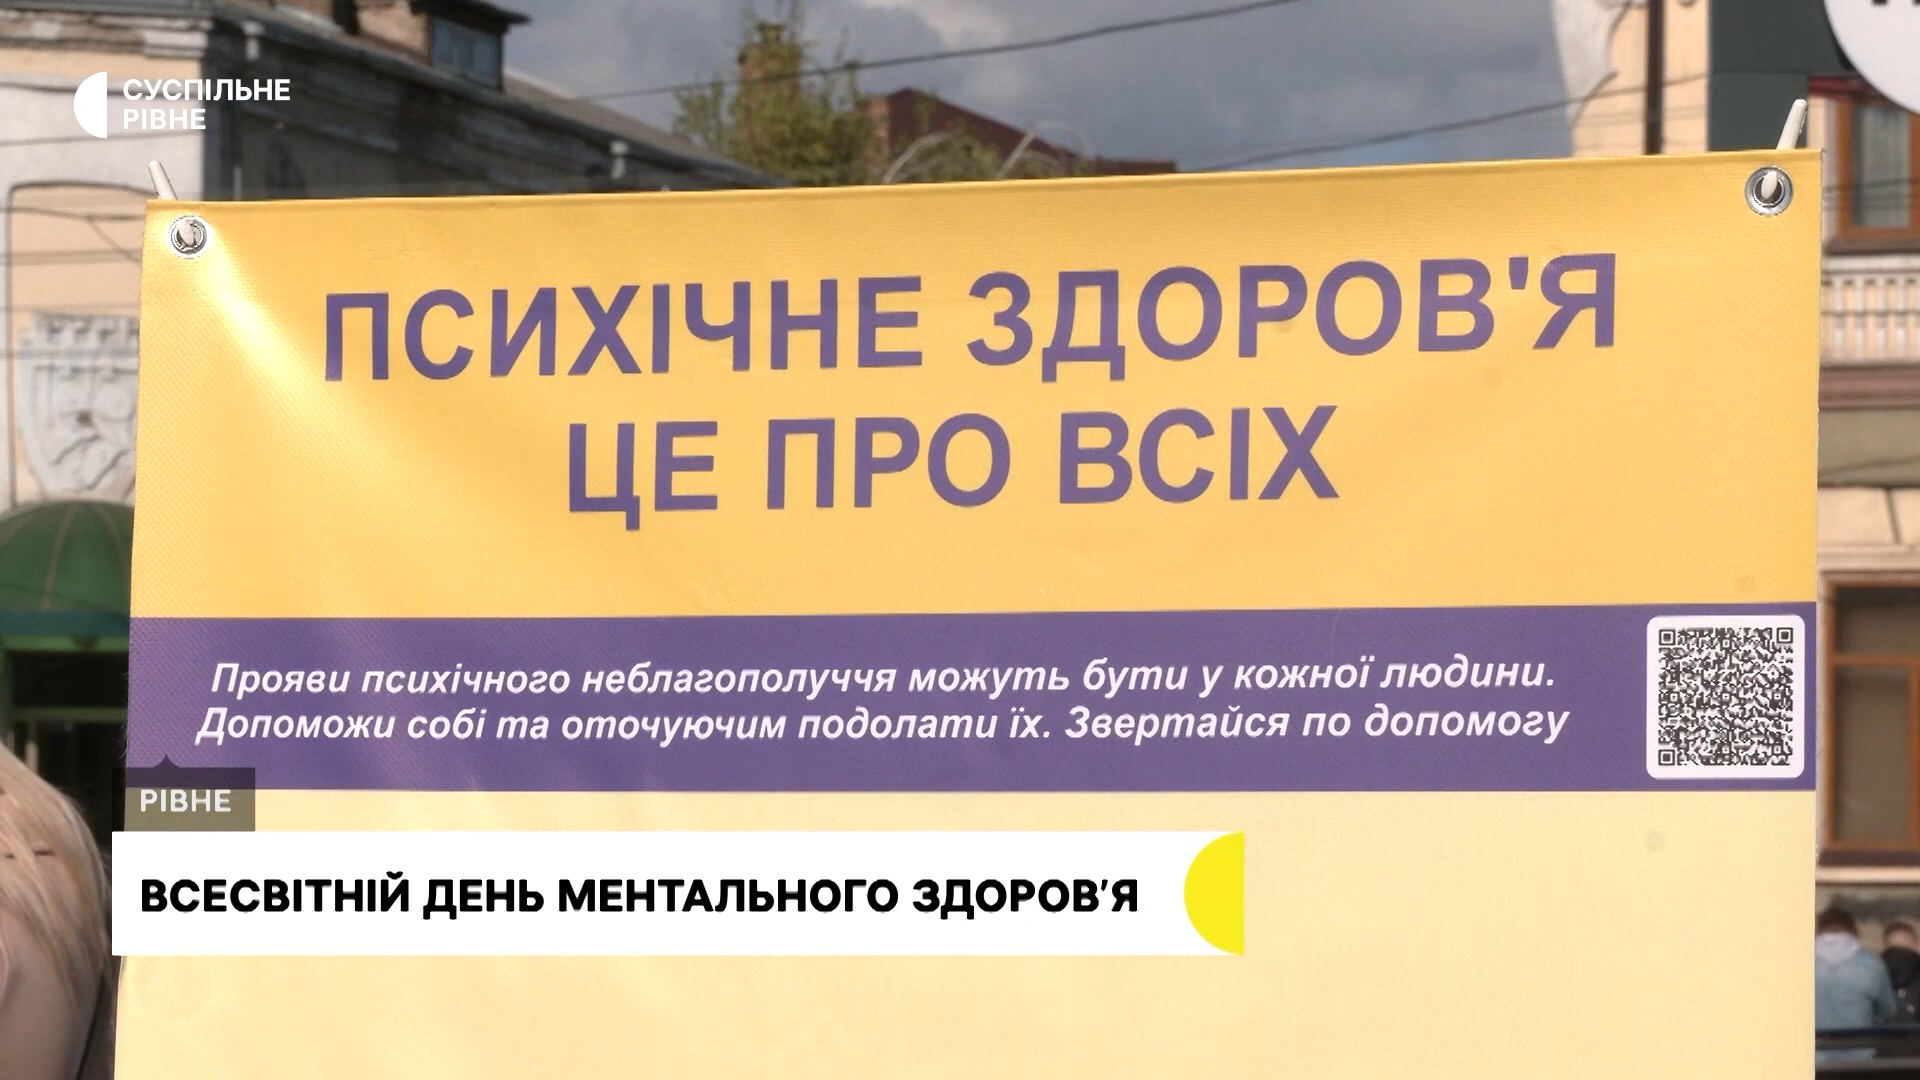 СУСПІЛЬНЕ
РІВНЕ
ПСИХІЧНЕ ЗДОРОВ'Я
ЦЕ ПРО ВСІХ
Прояви психічного неблагополуччя можуть бути у кожної людини.
Допоможи собі та оточуючим подолати їх. Звертайся по допомогу
РІВНЕ
ВСЕСВІТНІЙ ДЕНЬ МЕНТАЛЬНОГО ЗДОРОВ’Я